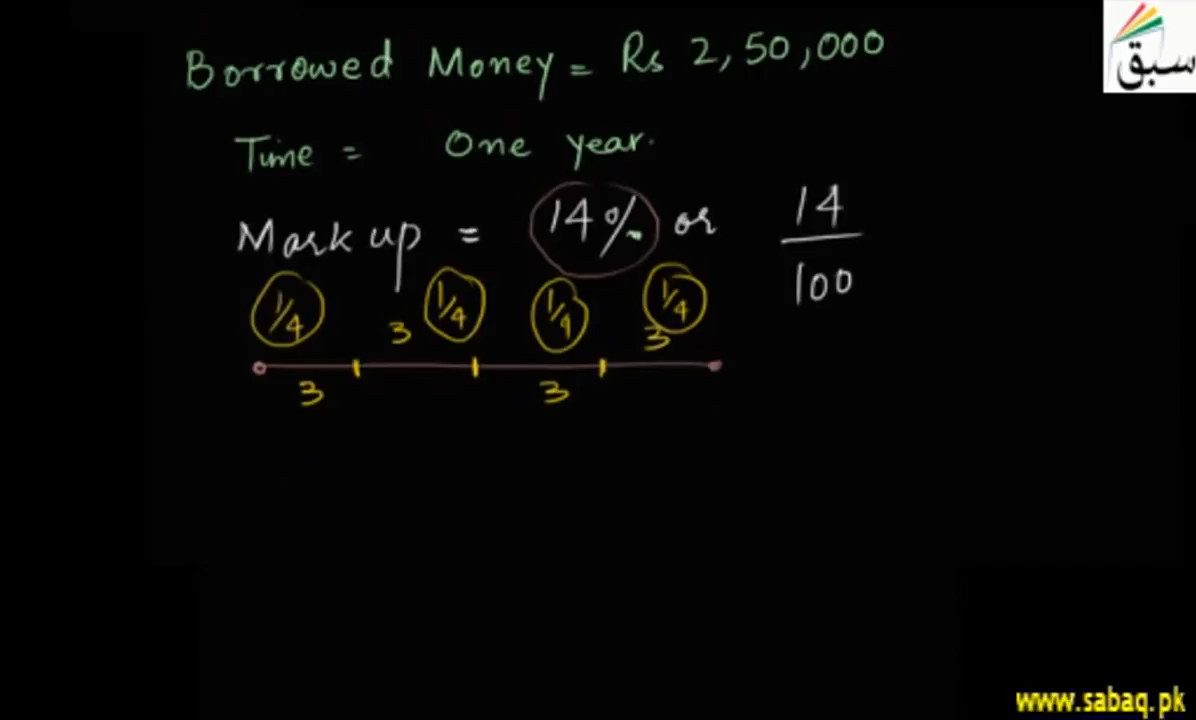 Borrowed Money = Rs 2,50,000
سبق
Time = One year.
Mark up = 14% or 14/100
1/4 1/4 1/4 1/4
3 3
3 3
www.sabaq.pk